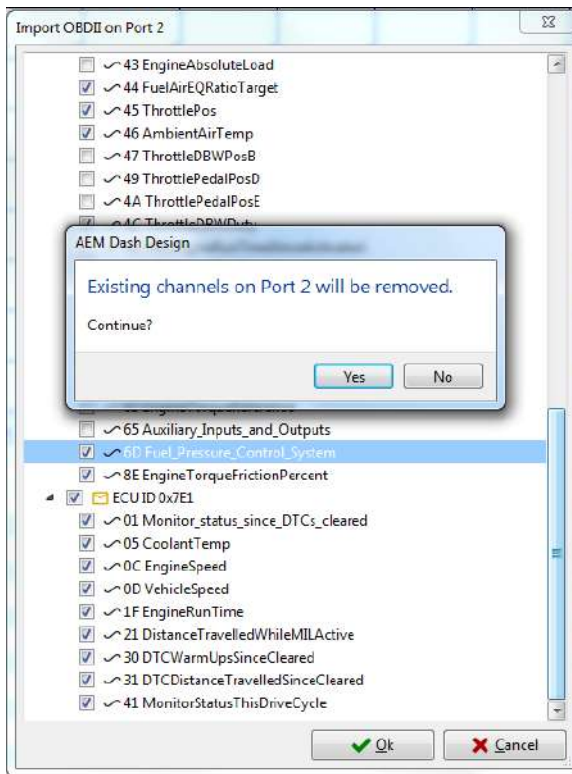 Import OBDII on Port 2
43 EngineAbsoluteLoad
44 FuelAirEQRatioTarget
45 ThrottlePos
46 AmbientAirTemp
47 ThrottleDBWPosB
49 ThrottlePedalPosD
4A ThrottlePedalPosE
4C ThrottleDBWDuty
AEM Dash Design
Existing channels on Port 2 will be removed.
Continue?
Yes No
65 Auxiliary_Inputs_and_Outputs
6D Fuel_Pressure_Control_System
8E EngineTorqueFrictionPercent
ECU ID 0x7E1
01 Monitor_status_since_DTCs_cleared
05 CoolantTemp
0C EngineSpeed
0D VehicleSpeed
1F EngineRunTime
21 DistanceTravelledWhileMILActive
30 DTCWarmUpsSinceCleared
31 DTCDistanceTravelledSinceCleared
41 MonitorStatusThisDriveCycle
Ok Cancel